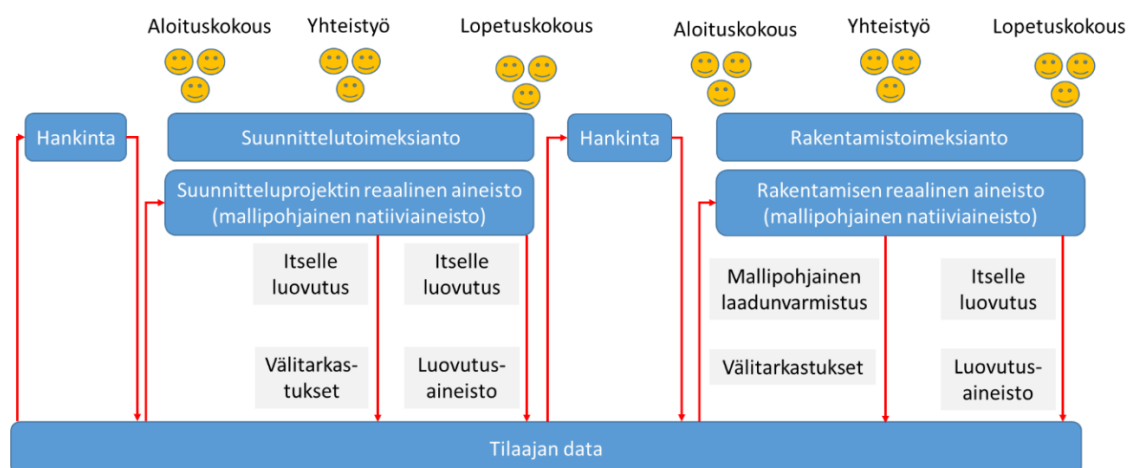 Aloituskokous
Yhteistyö
Lopetuskokous
Aloituskokous
Yhteistyö
Lopetuskokous
Hankinta
Suunnittelutoimeksianto
Hankinta
Rakentamistoimeksianto
Suunnitteluprojektin reaalinen aineisto
(mallipohjainen natiiviaineisto)
Rakentamisen reaalinen aineisto
(mallipohjainen natiiviaineisto)
Itselle
luovutus
Itselle
luovutus
Mallipohjainen
laadunvarmistus
Itselle
luovutus
Välitarkas-
tukset
Luovutus-
aineisto
Välitarkastukset
Luovutus-
aineisto
Tilaajan data